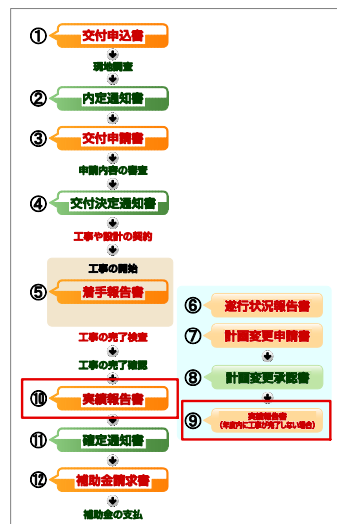 ① 交付申込書
現地調査
② 内定通知書
③ 交付申請書
申請内容の審査
④ 交付決定通知書
工事や設計の契約
工事の開始
⑤ 着手報告書
工事の完了検査
工事の完了確認
⑩ 実績報告書
⑪ 確定通知書
⑫ 補助金請求書
補助金の支払
⑥ 遂行状況報告書
⑦ 計画変更申請書
⑧ 計画変更承認書
⑨ 実績報告書
(年度内に工事が完了しない場合)